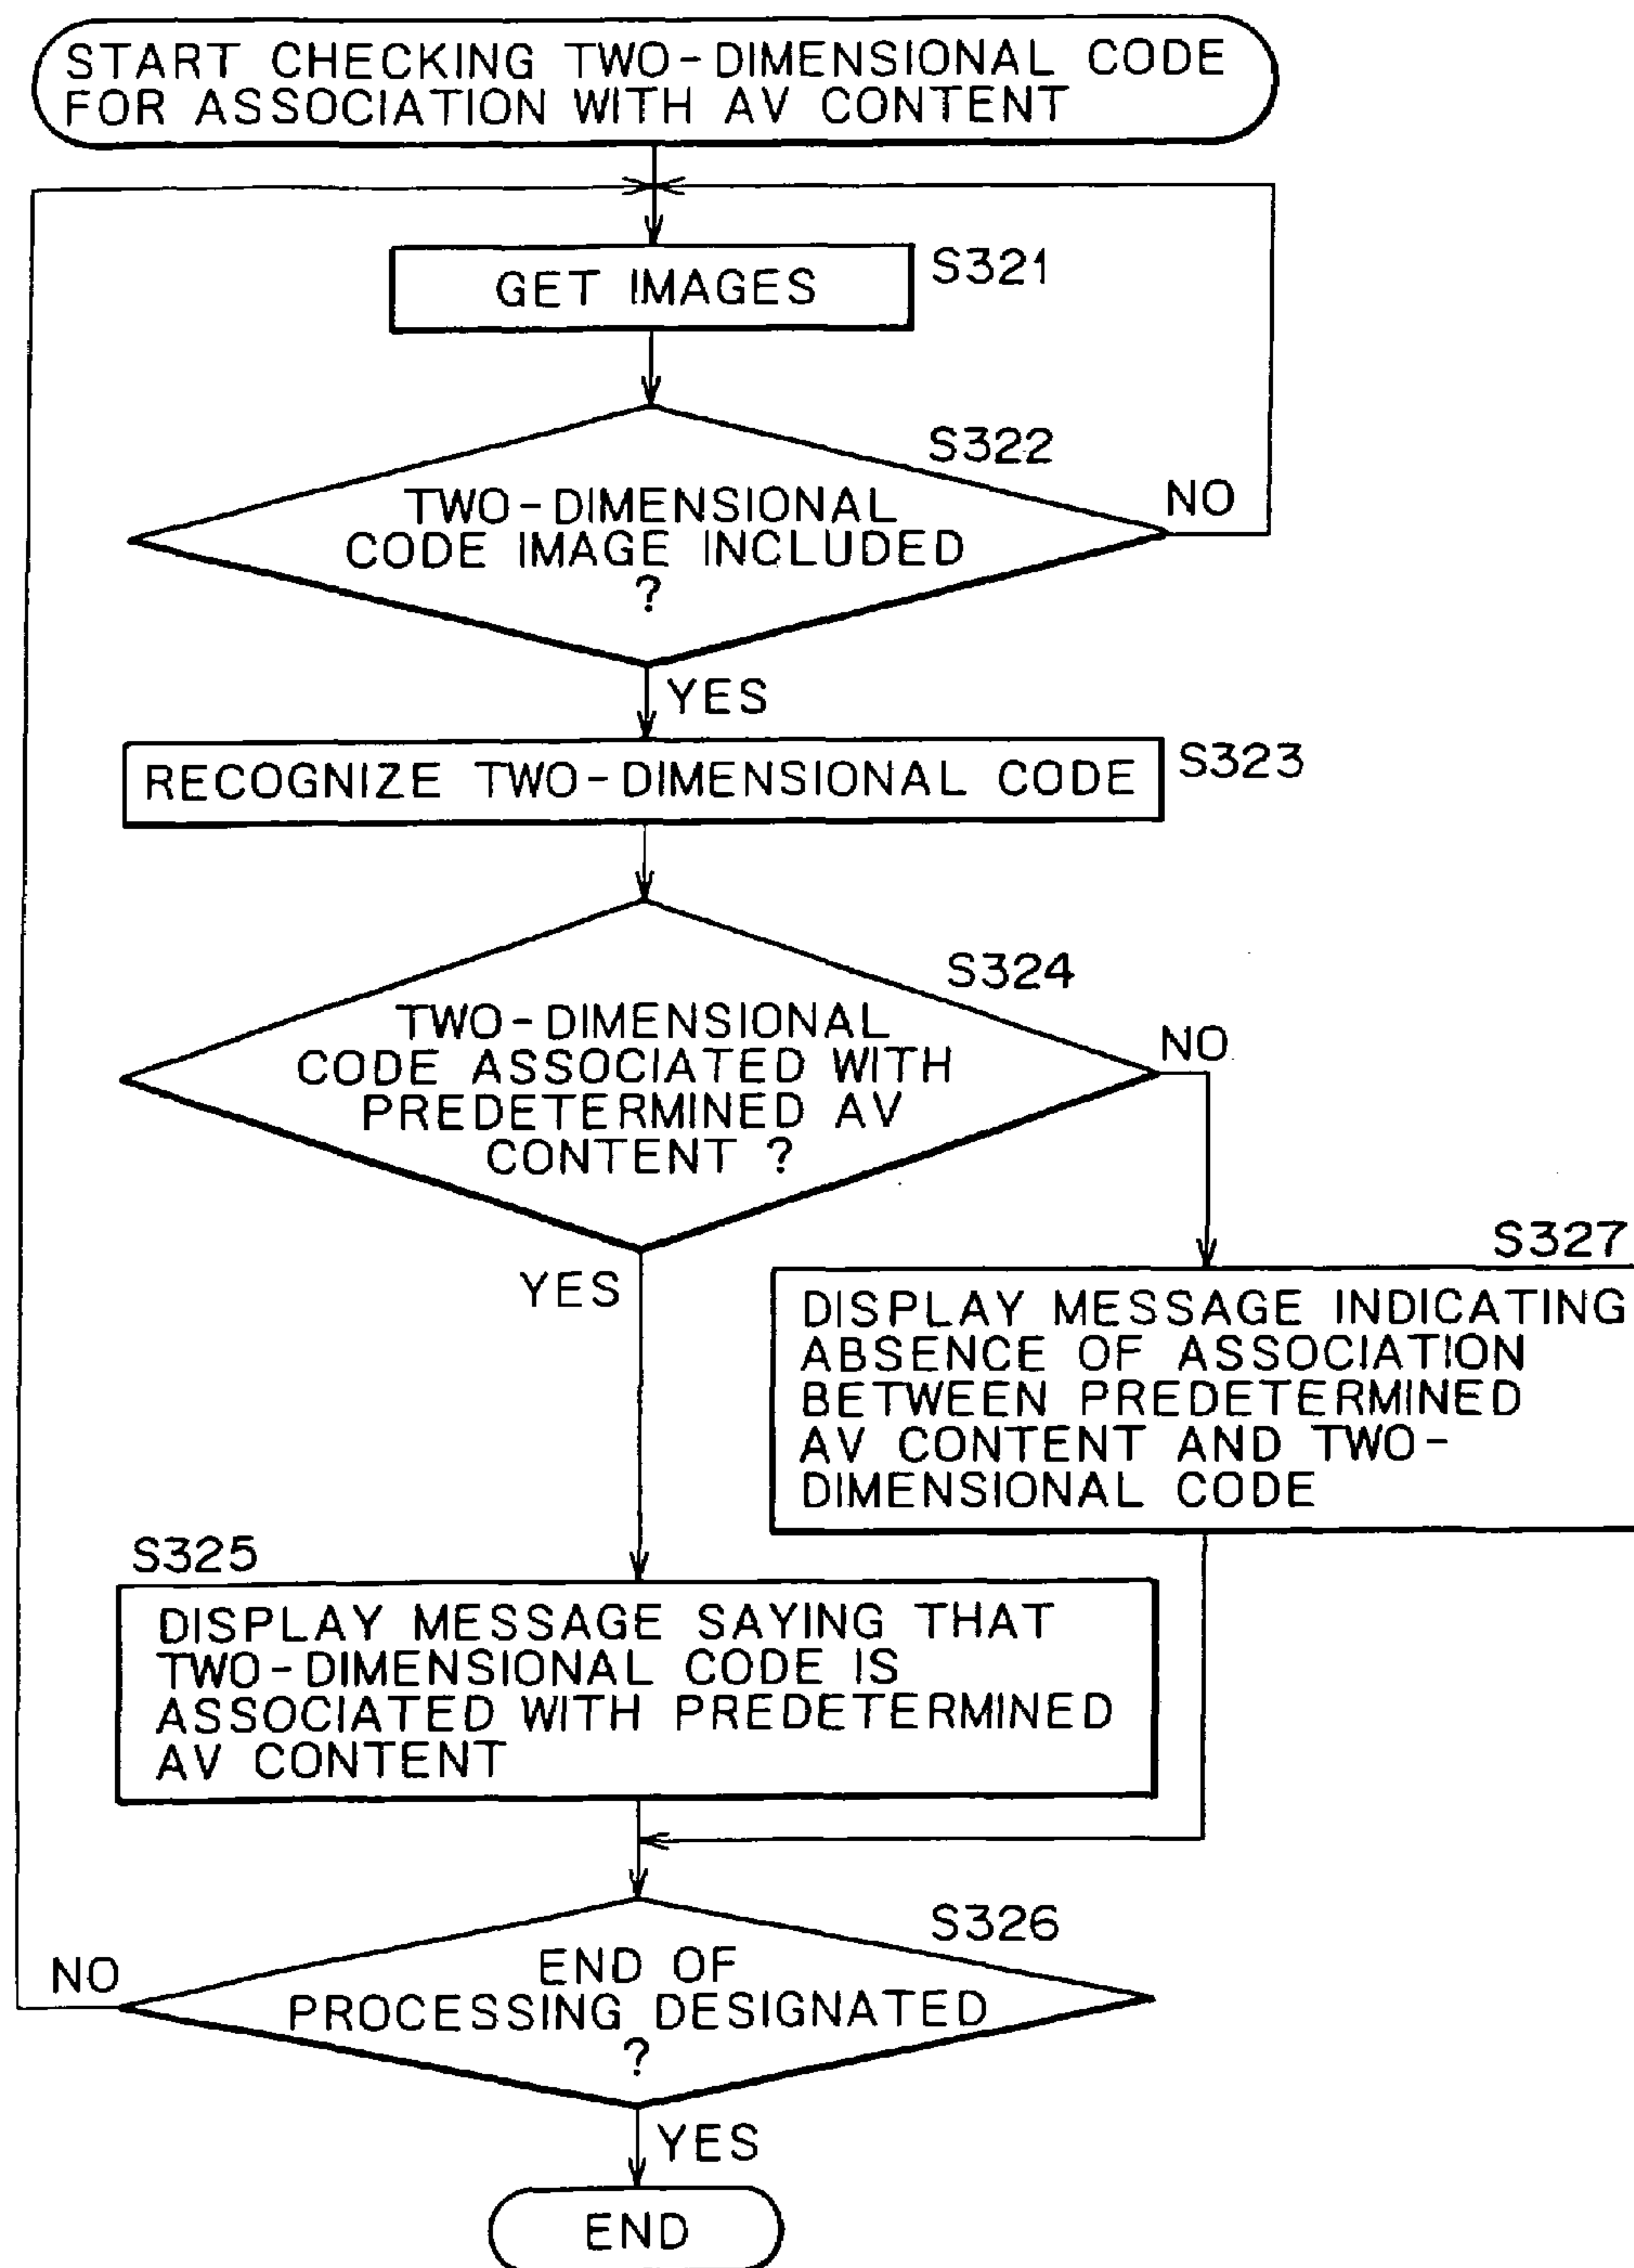 START CHECKING TWO-DIMENSIONAL CODE
FOR ASSOCIATION WITH AV CONTENT
GET IMAGES
S321
S322
TWO-DIMENSIONAL
CODE IMAGE INCLUDED
?
NO
YES
RECOGNIZE TWO-DIMENSIONAL CODE
S323
S324
TWO-DIMENSIONAL
CODE ASSOCIATED WITH
PREDETERMINED AV
CONTENT ?
NO
YES
S327
DISPLAY MESSAGE INDICATING
ABSENCE OF ASSOCIATION
BETWEEN PREDETERMINED
AV CONTENT AND TWO-
DIMENSIONAL CODE
S325
DISPLAY MESSAGE SAYING THAT
TWO-DIMENSIONAL CODE IS
ASSOCIATED WITH PREDETERMINED
AV CONTENT
S326
END OF
PROCESSING DESIGNATED
?
NO
YES
END